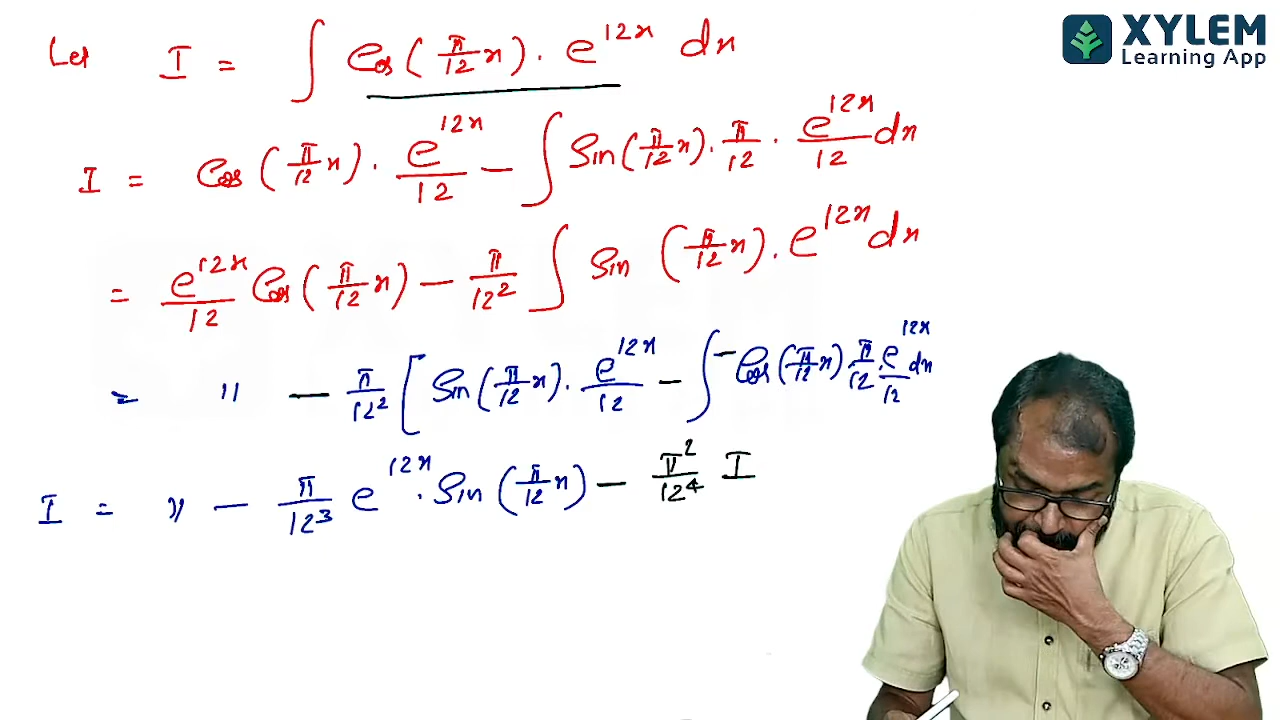 XYLEM
Learning App
Let I = ∫ Cos(π/12 x) · e^12x dx
I = Cos(π/12 x) · e^12x/12 − ∫ Sin(π/12 x) · π/12 · e^12x/12 dx
= e^12x/12 Cos(π/12 x) − π/12² ∫ Sin(π/12 x) · e^12x dx
= " − π/12² [ Sin(π/12 x) · e^12x/12 − ∫ − Cos(π/12 x) · π/12 · e^12x/12 dx
I = " − π/12³ e^12x · Sin(π/12 x) − π²/12⁴ I